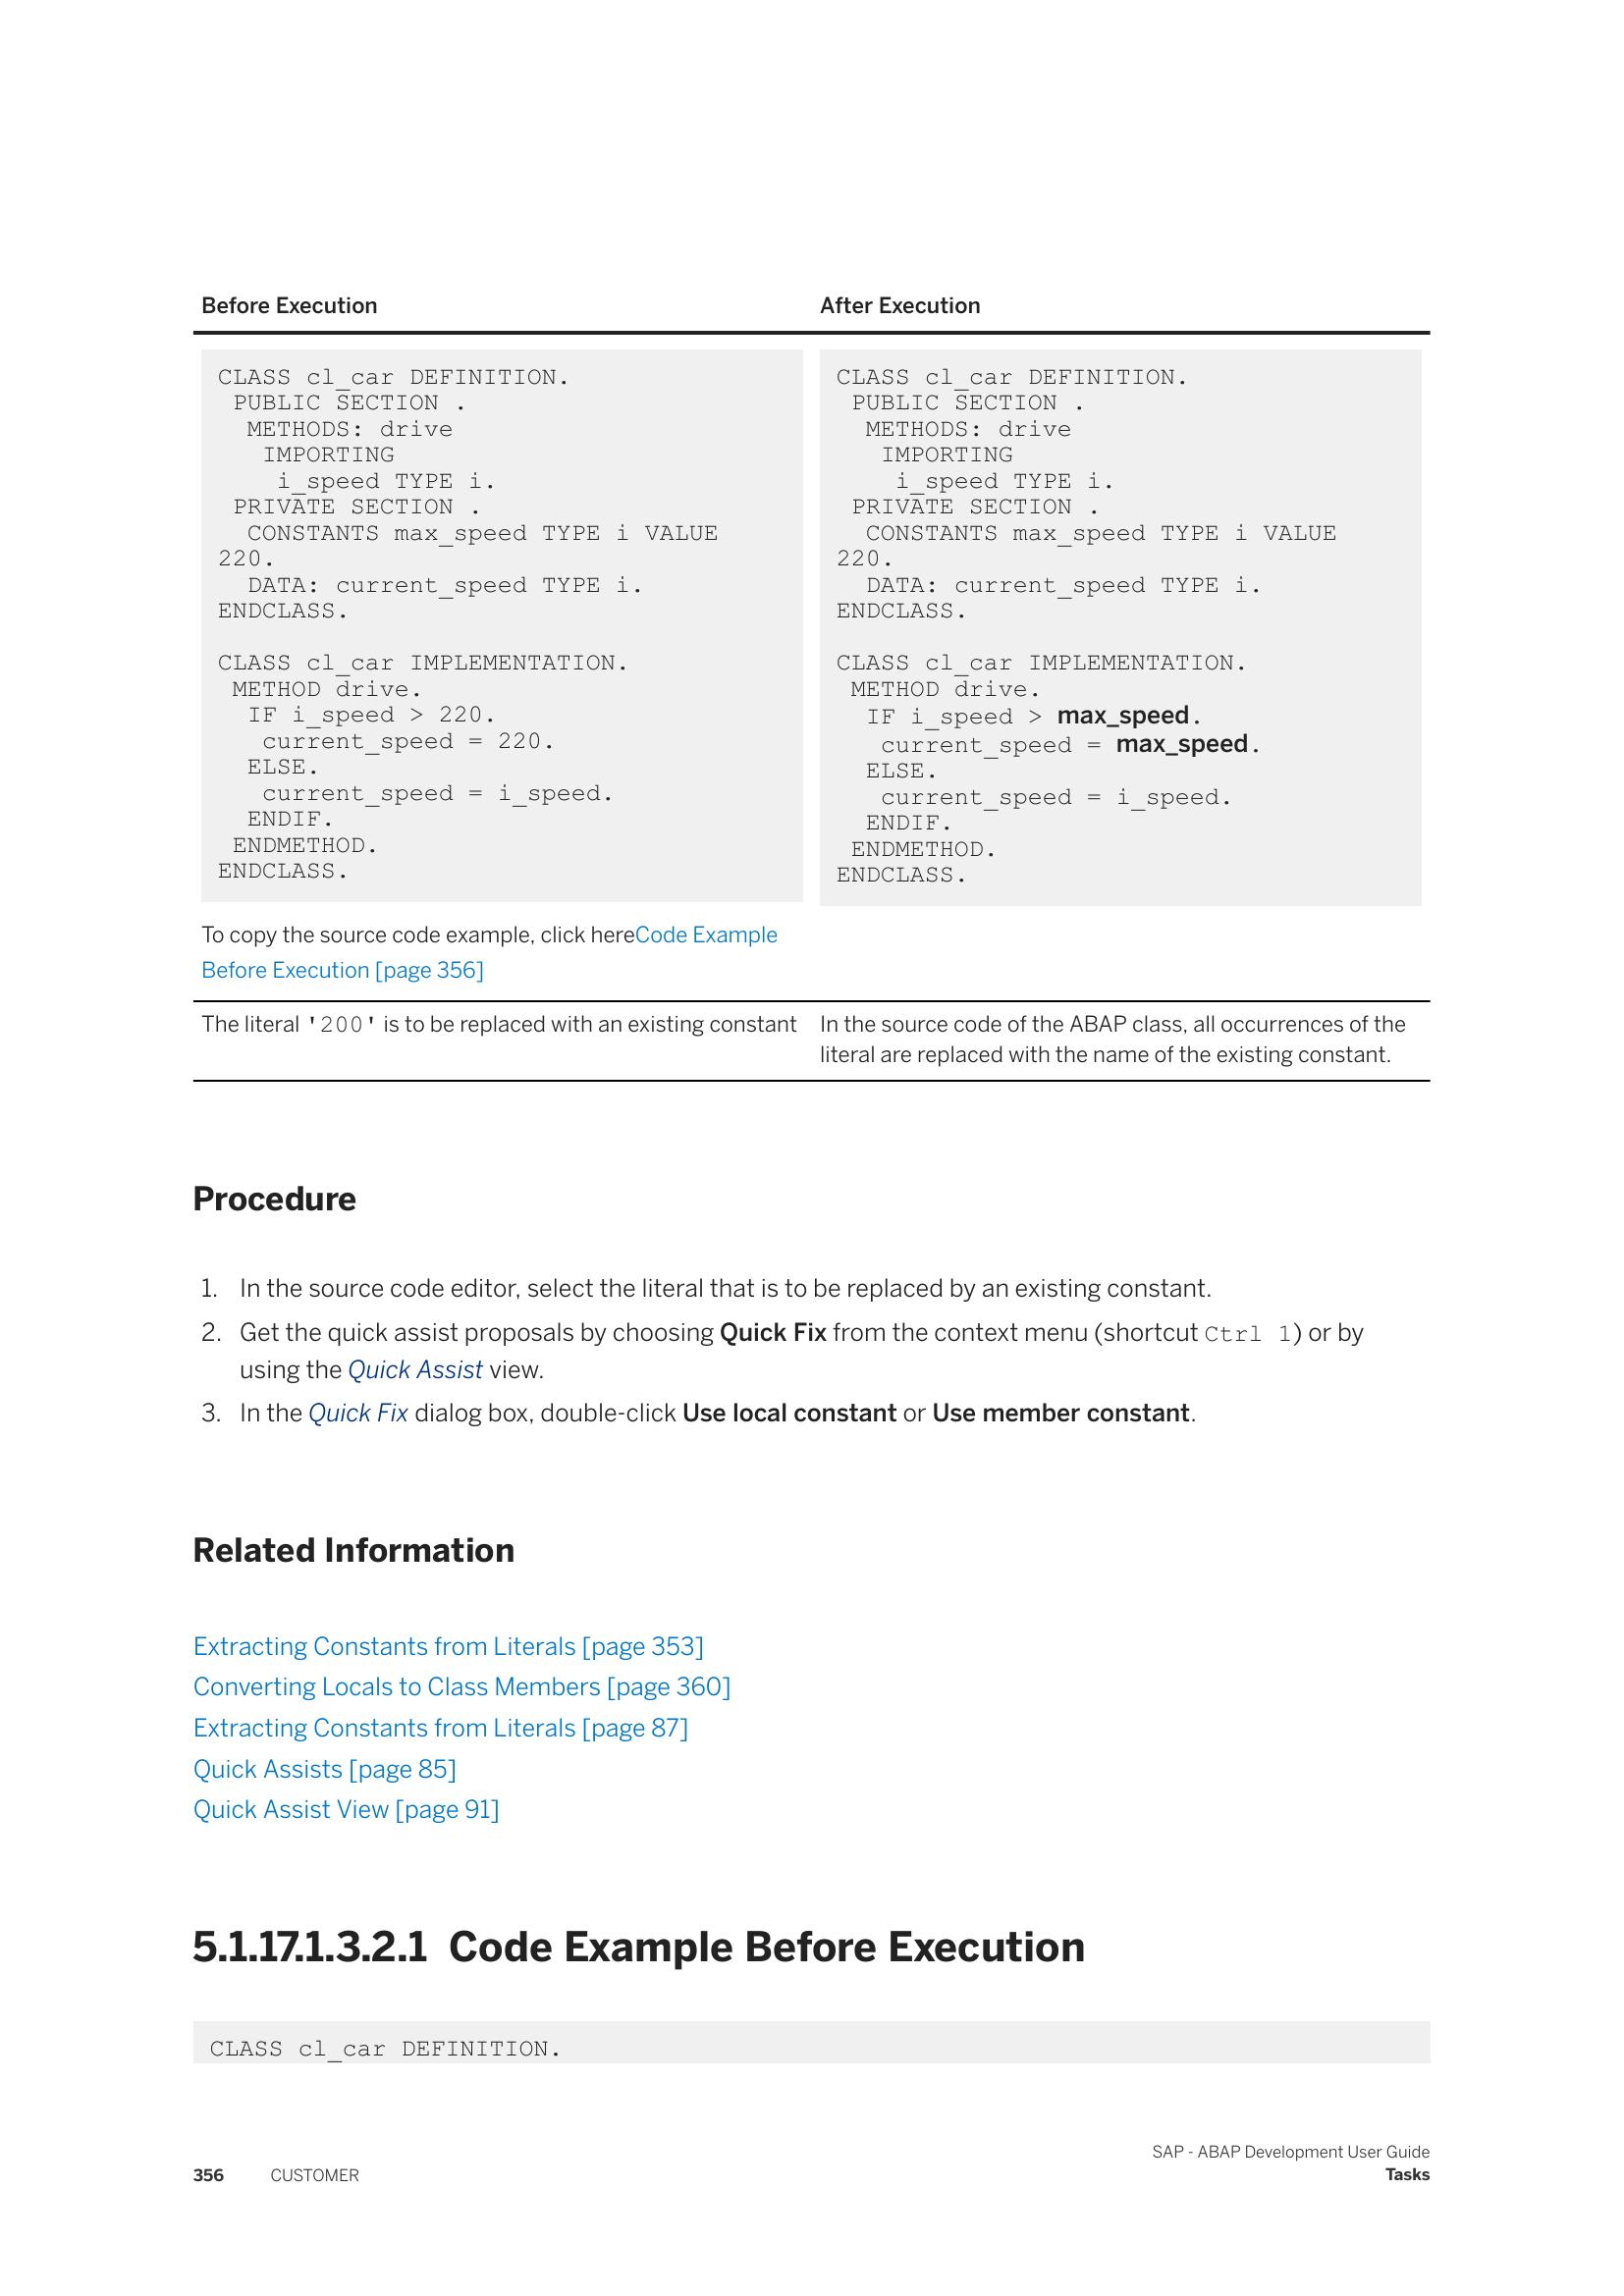 Before Execution
After Execution
CLASS cl_car DEFINITION.
 PUBLIC SECTION .
  METHODS: drive
   IMPORTING
    i_speed TYPE i.
 PRIVATE SECTION .
  CONSTANTS max_speed TYPE i VALUE
220.
  DATA: current_speed TYPE i.
ENDCLASS.

CLASS cl_car IMPLEMENTATION.
 METHOD drive.
  IF i_speed > 220.
   current_speed = 220.
  ELSE.
   current_speed = i_speed.
  ENDIF.
 ENDMETHOD.
ENDCLASS.
To copy the source code example, click hereCode Example
Before Execution [page 356]
CLASS cl_car DEFINITION.
 PUBLIC SECTION .
  METHODS: drive
   IMPORTING
    i_speed TYPE i.
 PRIVATE SECTION .
  CONSTANTS max_speed TYPE i VALUE
220.
  DATA: current_speed TYPE i.
ENDCLASS.

CLASS cl_car IMPLEMENTATION.
 METHOD drive.
  IF i_speed > max_speed.
   current_speed = max_speed.
  ELSE.
   current_speed = i_speed.
  ENDIF.
 ENDMETHOD.
ENDCLASS.
The literal '200' is to be replaced with an existing constant
In the source code of the ABAP class, all occurrences of the
literal are replaced with the name of the existing constant.
Procedure
1. In the source code editor, select the literal that is to be replaced by an existing constant.
2. Get the quick assist proposals by choosing Quick Fix from the context menu (shortcut Ctrl 1) or by
using the Quick Assist view.
3. In the Quick Fix dialog box, double-click Use local constant or Use member constant.
Related Information
Extracting Constants from Literals [page 353]
Converting Locals to Class Members [page 360]
Extracting Constants from Literals [page 87]
Quick Assists [page 85]
Quick Assist View [page 91]
5.1.17.1.3.2.1 Code Example Before Execution
CLASS cl_car DEFINITION.
SAP - ABAP Development User Guide
356 CUSTOMER Tasks